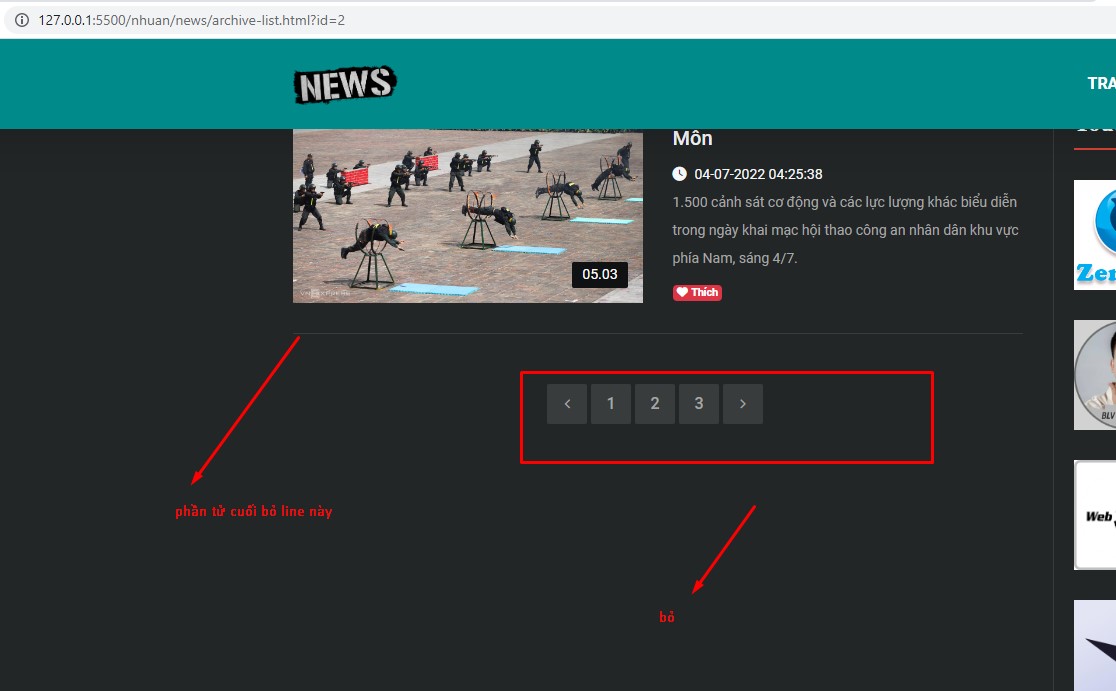 127.0.0.1:5500/nhuan/news/archive-list.html?id=2
NEWS
TRA
Môn
04-07-2022 04:25:38
1.500 cảnh sát cơ động và các lực lượng khác biểu diễn
trong ngày khai mạc hội thao công an nhân dân khu vực
phía Nam, sáng 4/7.
Thích
05.03
Zen
BLV
Web
1
2
3
phần tử cuối bỏ line này
bỏ